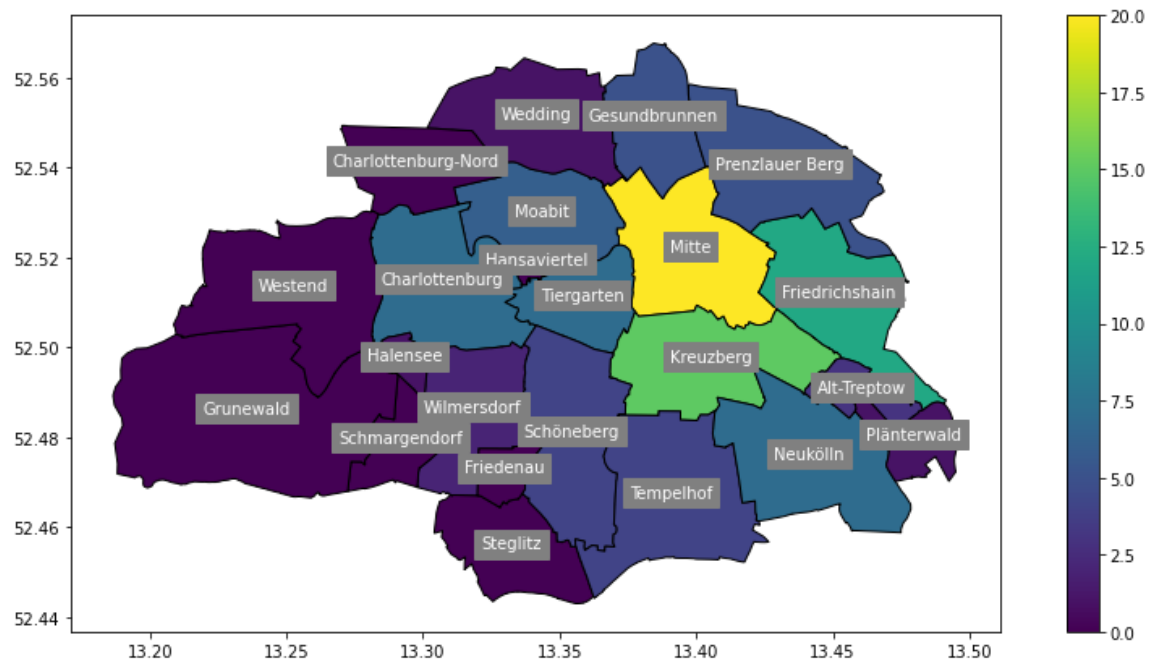 20.0
17.5
15.0
12.5
10.0
7.5
5.0
2.5
0.0
52.56
52.54
52.52
52.50
52.48
52.46
52.44
Wedding
Gesundbrunnen
Charlottenburg-Nord
Prenzlauer Berg
Moabit
Mitte
Hansaviertel
Charlottenburg
Westend
Tiergarten
Friedrichshain
Halensee
Kreuzberg
Alt-Treptow
Grunewald
Wilmersdorf
Schmargendorf
Schöneberg
Plänterwald
Friedenau
Neukölln
Tempelhof
Steglitz
13.20
13.25
13.30
13.35
13.40
13.45
13.50